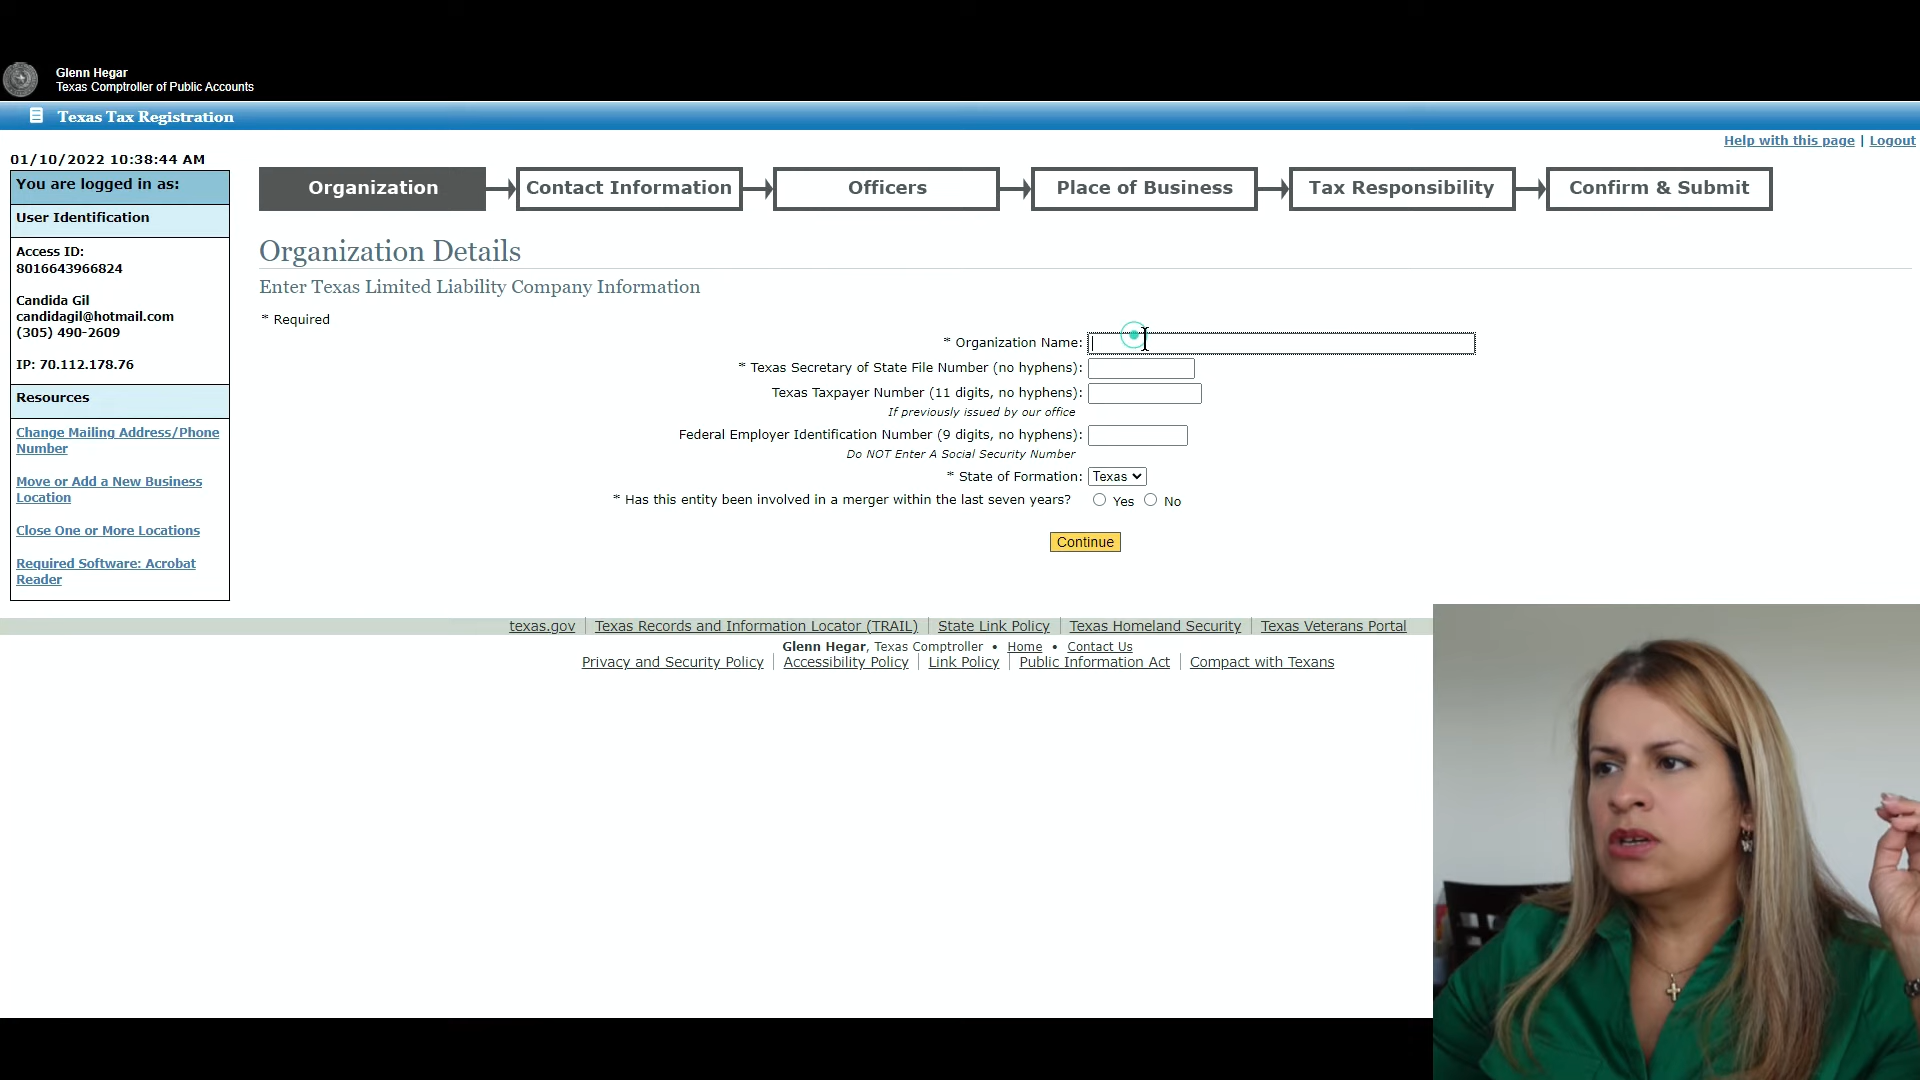 Glenn Hegar
Texas Comptroller of Public Accounts
Texas Tax Registration
Help with this page | Logout
01/10/2022 10:38:44 AM
You are logged in as:
User Identification
Access ID:
8016643966824
Candida Gil
candidagil@hotmail.com
(305) 490-2609
IP: 70.112.178.76
Resources
Change Mailing Address/Phone
Number
Move or Add a New Business
Location
Close One or More Locations
Required Software: Acrobat
Reader
Organization
Contact Information
Officers
Place of Business
Tax Responsibility
Confirm & Submit
Organization Details
Enter Texas Limited Liability Company Information
* Required
* Organization Name:
* Texas Secretary of State File Number (no hyphens):
Texas Taxpayer Number (11 digits, no hyphens):
If previously issued by our office
Federal Employer Identification Number (9 digits, no hyphens):
Do NOT Enter A Social Security Number
* State of Formation: Texas
* Has this entity been involved in a merger within the last seven years? Yes No
Continue
texas.gov | Texas Records and Information Locator (TRAIL) | State Link Policy | Texas Homeland Security | Texas Veterans Portal
Glenn Hegar, Texas Comptroller • Home • Contact Us
Privacy and Security Policy | Accessibility Policy | Link Policy | Public Information Act | Compact with Texans